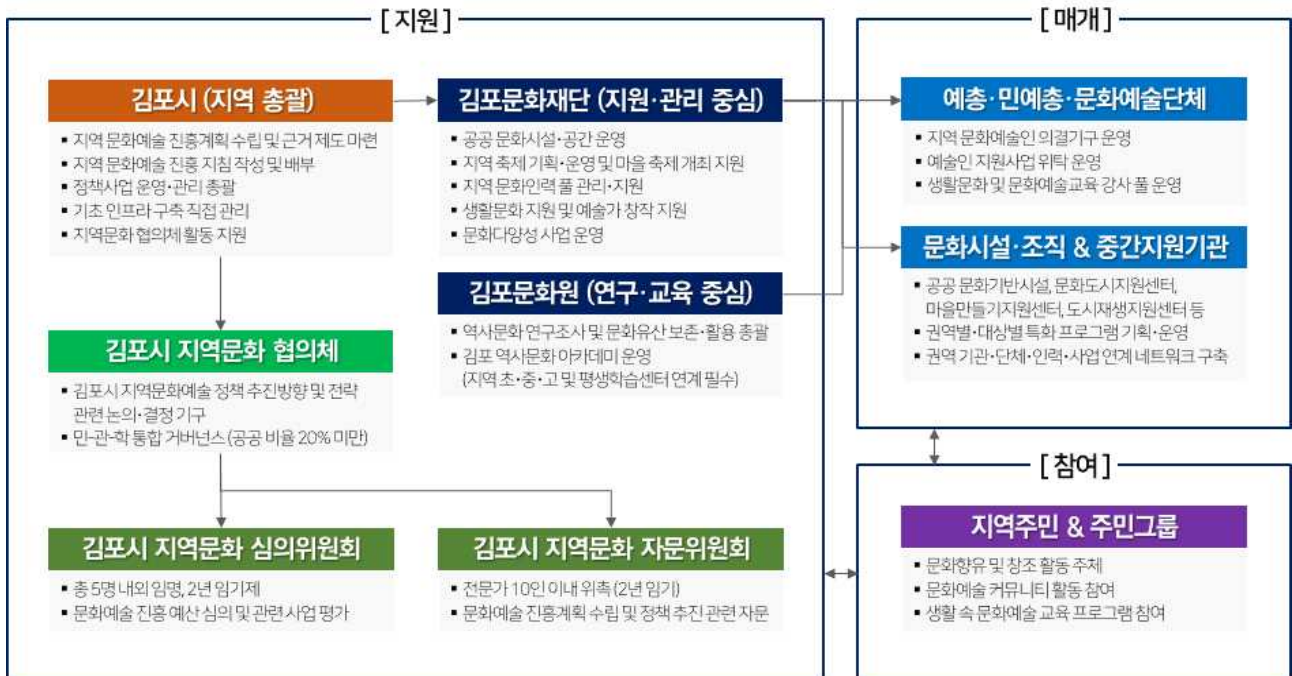 [ 지원 ]
김포시 (지역 총괄)
▪ 지역 문화예술 진흥계획 수립 및 근거 제도 마련
▪ 지역 문화예술 진흥 지침 작성 및 배부
▪ 정책사업 운영·관리 총괄
▪ 기초 인프라 구축 직접 관리
▪ 지역문화 협의체 활동 지원
김포문화재단 (지원·관리 중심)
▪ 공공 문화시설·공간 운영
▪ 지역 축제 기획·운영 및 마을 축제 개최 지원
▪ 지역 문화인력 풀 관리·지원
▪ 생활문화 지원 및 예술가 창작 지원
▪ 문화다양성 사업 운영
김포문화원 (연구·교육 중심)
▪ 역사문화 연구조사 및 문화유산 보존·활용 총괄
▪ 김포 역사문화 아카데미 운영
(지역 초·중·고 및 평생학습센터 연계 필수)
김포시 지역문화 협의체
▪ 김포시 지역문화예술 정책 추진방향 및 전략
관련 논의·결정 기구
▪ 민-관-학 통합 거버넌스 (공공 비율 20% 미만)
김포시 지역문화 심의위원회
▪ 총 5명 내외 임명, 2년 임기제
▪ 문화예술 진흥 예산 심의 및 관련 사업 평가
김포시 지역문화 자문위원회
▪ 전문가 10인 이내 위촉 (2년 임기)
▪ 문화예술 진흥계획 수립 및 정책 추진 관련 자문
[ 매개 ]
예총·민예총·문화예술단체
▪ 지역 문화예술인 의결기구 운영
▪ 예술인 지원사업 위탁 운영
▪ 생활문화 및 문화예술교육 강사 풀 운영
문화시설·조직 & 중간지원기관
▪ 공공 문화기반시설, 문화도시지원센터,
마을만들기지원센터, 도시재생지원센터 등
▪ 권역별·대상별 특화 프로그램 기획·운영
▪ 권역 기관·단체·인력·사업 연계 네트워크 구축
[ 참여 ]
지역주민 & 주민그룹
▪ 문화향유 및 창조 활동 주체
▪ 문화예술 커뮤니티 활동 참여
▪ 생활 속 문화예술 교육 프로그램 참여